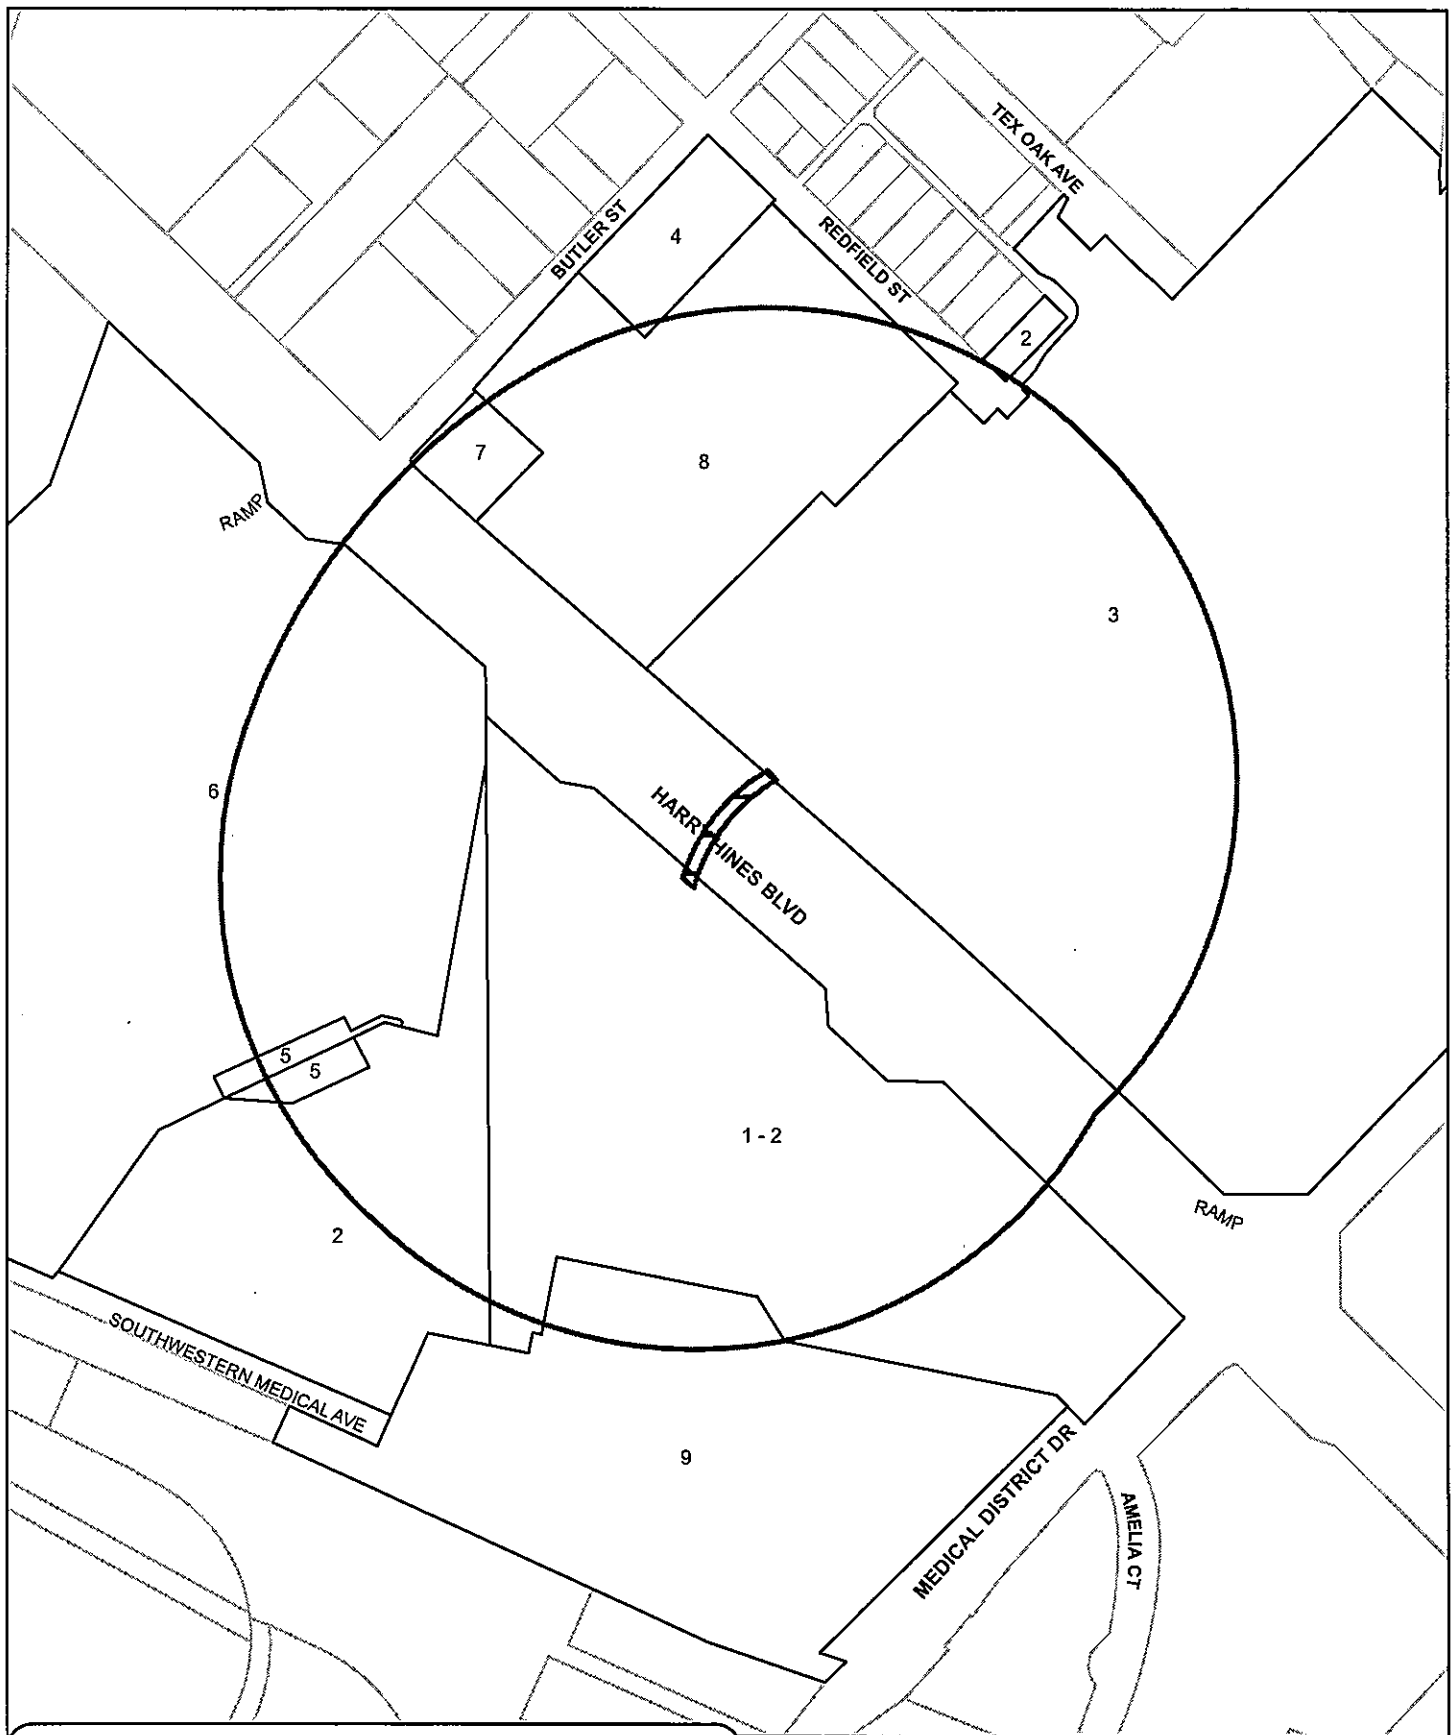 TEX OAK AVE
BUTLER ST
4
REDFIELD ST
2
7
8
RAMP
3
6
HARRY HINES BLVD
5
5
1 - 2
RAMP
2
SOUTHWESTERN MEDICAL AVE
9
MEDICAL DISTRICT DR
AMELIA CT